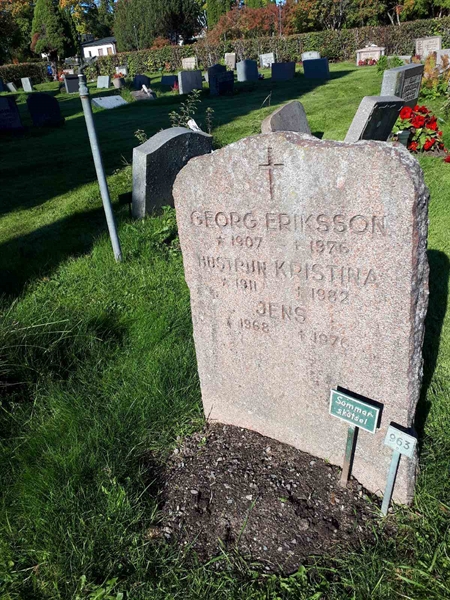 GEORG ERIKSSON
* 1907 † 1976
HUSTRUN KRISTINA
* 1911 † 1982
JENS
* 1968 † 1976
Sommar-
skötsel
963